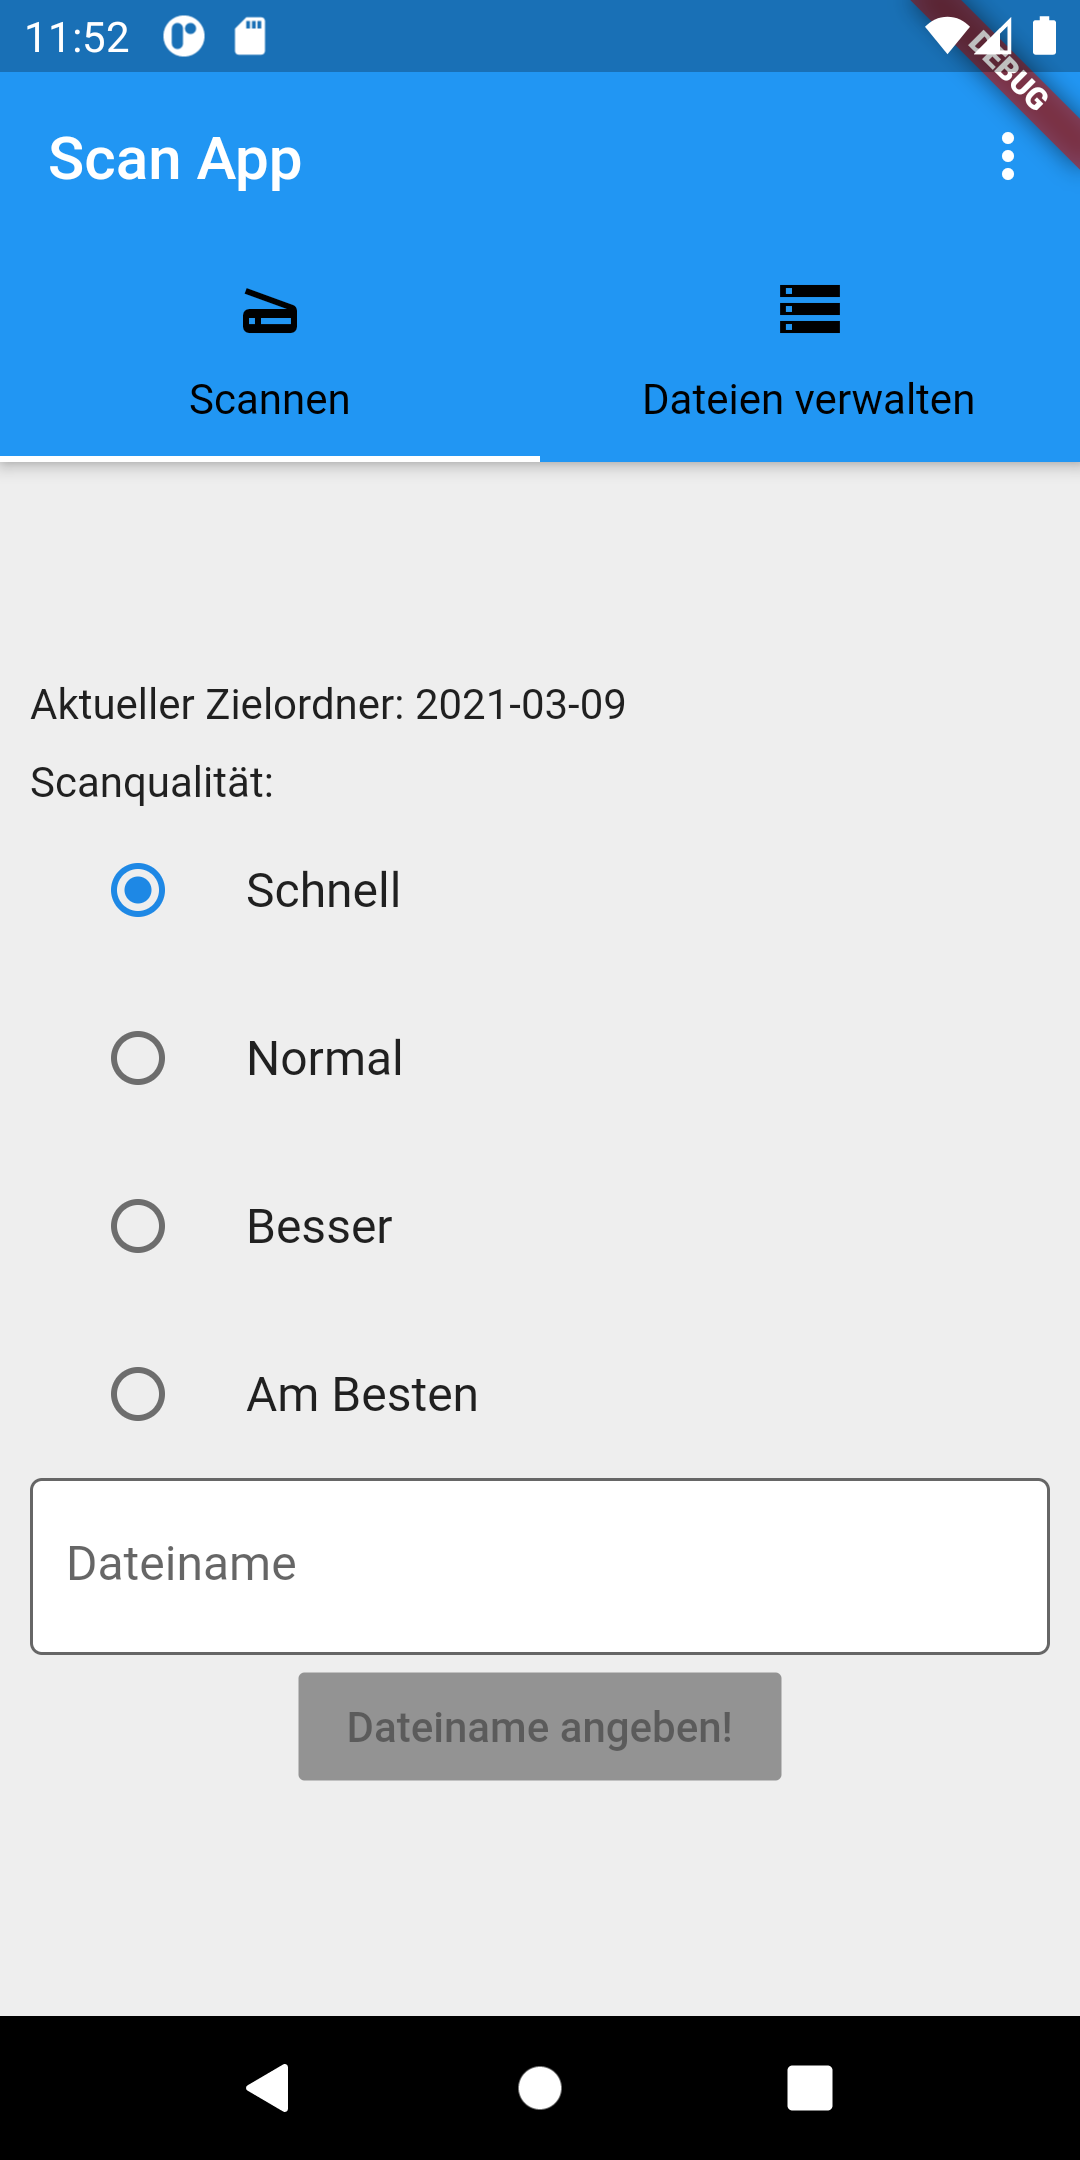 11:52
DEBUG
Scan App
Scannen
Dateien verwalten
Aktueller Zielordner: 2021-03-09
Scanqualität:
Schnell
Normal
Besser
Am Besten
Dateiname
Dateiname angeben!